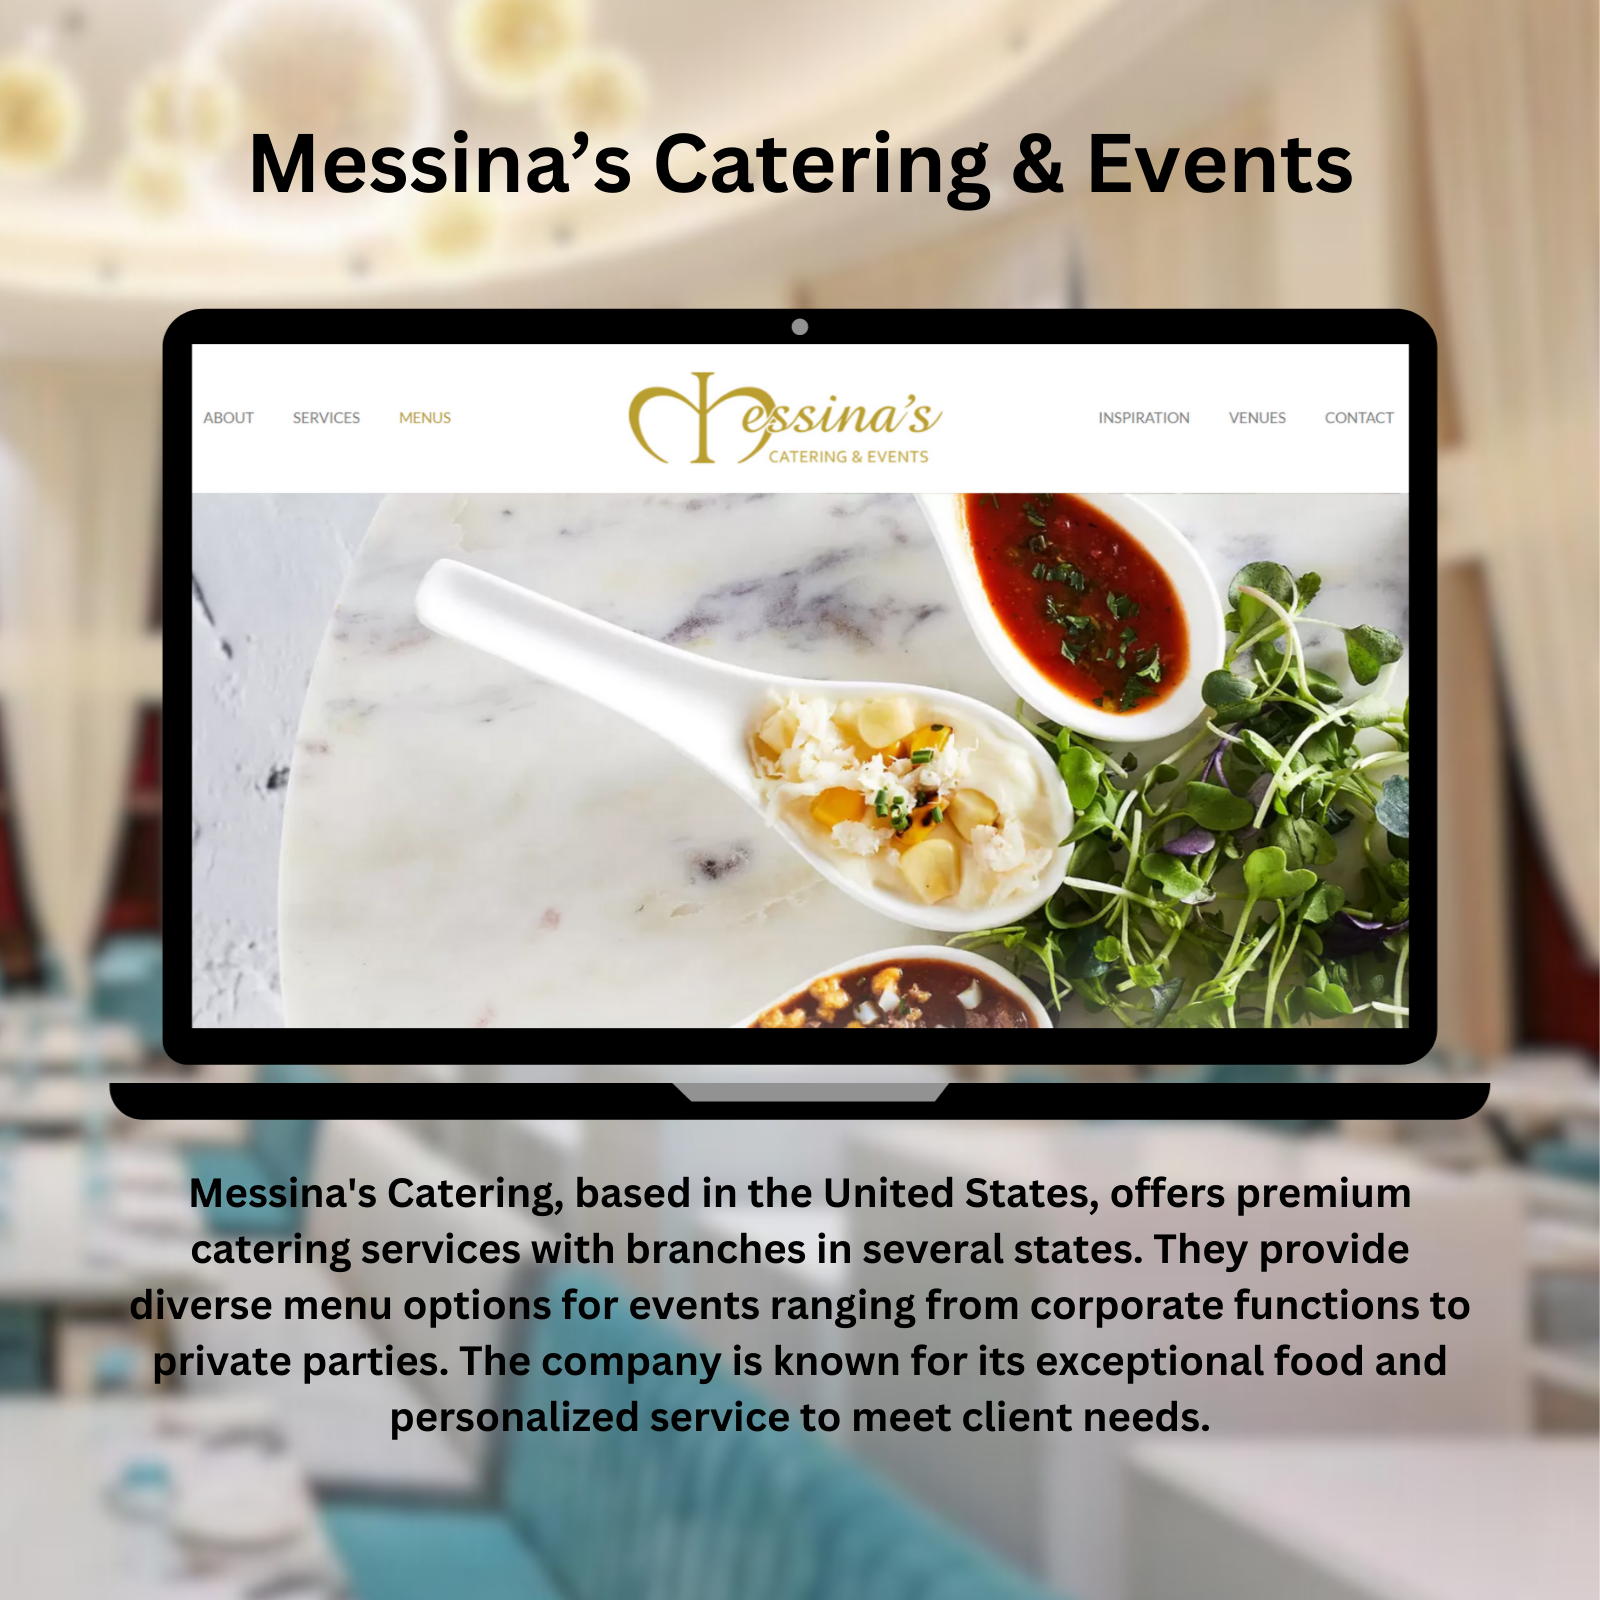 Messina’s Catering & Events
ABOUT SERVICES MENUS
Messina’s
CATERING & EVENTS
INSPIRATION VENUES CONTACT
Messina's Catering, based in the United States, offers premium
catering services with branches in several states. They provide
diverse menu options for events ranging from corporate functions to
private parties. The company is known for its exceptional food and
personalized service to meet client needs.